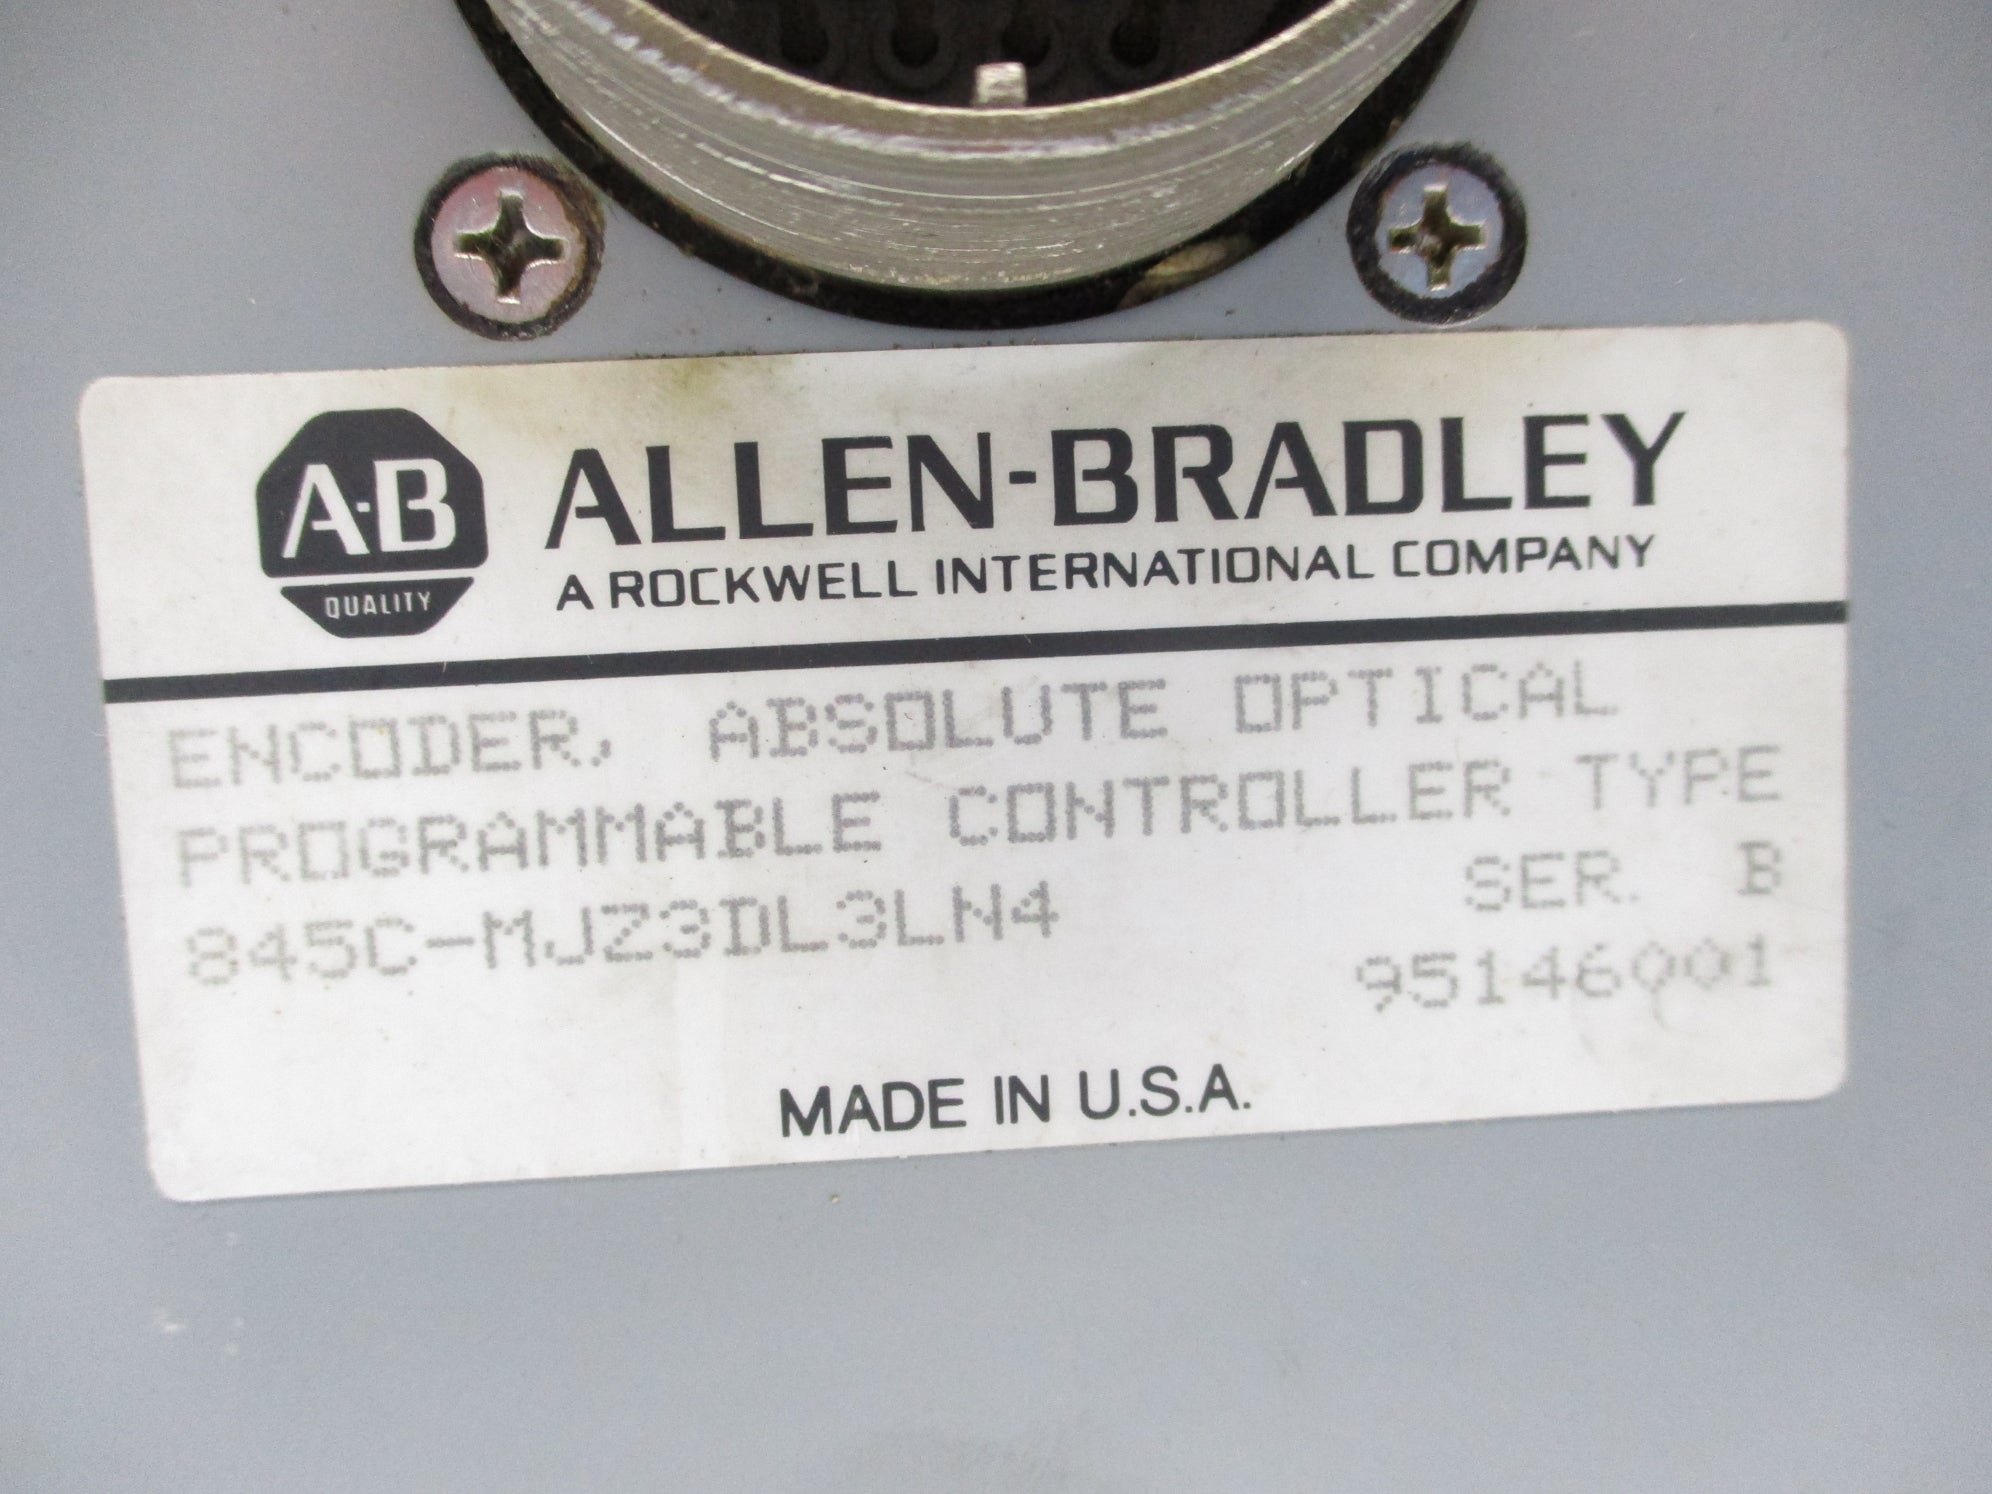 A-B
QUALITY
ALLEN-BRADLEY
A ROCKWELL INTERNATIONAL COMPANY
ENCODER, ABSOLUTE OPTICAL
PROGRAMMABLE CONTROLLER TYPE
845C-MJZ3DL3LN4 SER. B
95146001
MADE IN U.S.A.